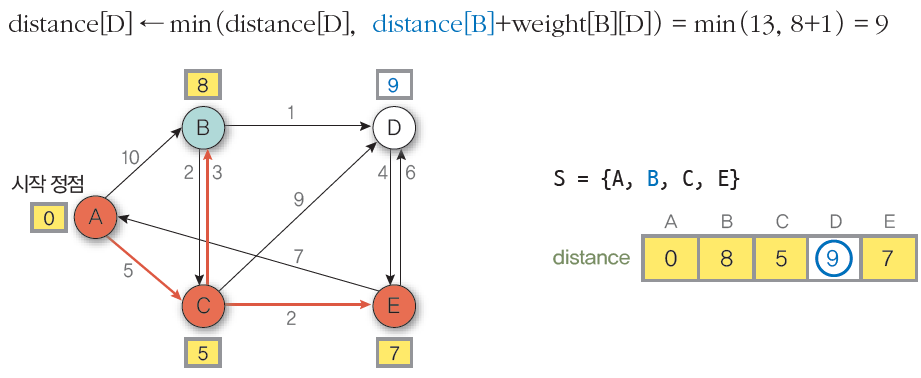 distance[D] ← min(distance[D], distance[B]+weight[B][D]) = min(13, 8+1) = 9
8
9
B
1
D
10
2
3
4
6
시작 정점
S = {A, B, C, E}
9
0
A
A B C D E
distance 0 8 5 9 7
7
5
C
2
E
5
7